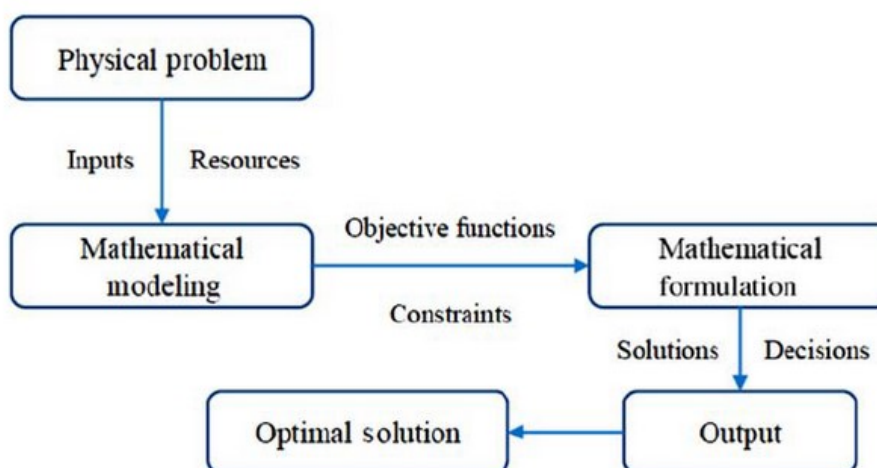 Physical problem
Inputs
Resources
Mathematical
modeling
Objective functions
Constraints
Mathematical
formulation
Solutions
Decisions
Optimal solution
Output